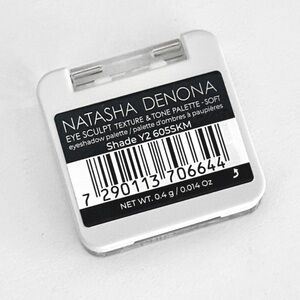 NATASHA DENONA
EYE SCULPT TEXTURE & TONE PALETTE - SOFT
eyeshadow palette / palette d'ombres à paupières
Shade Y2 6055KM
7 290113 706644
NET WT. 0.4 g / 0.014 Oz